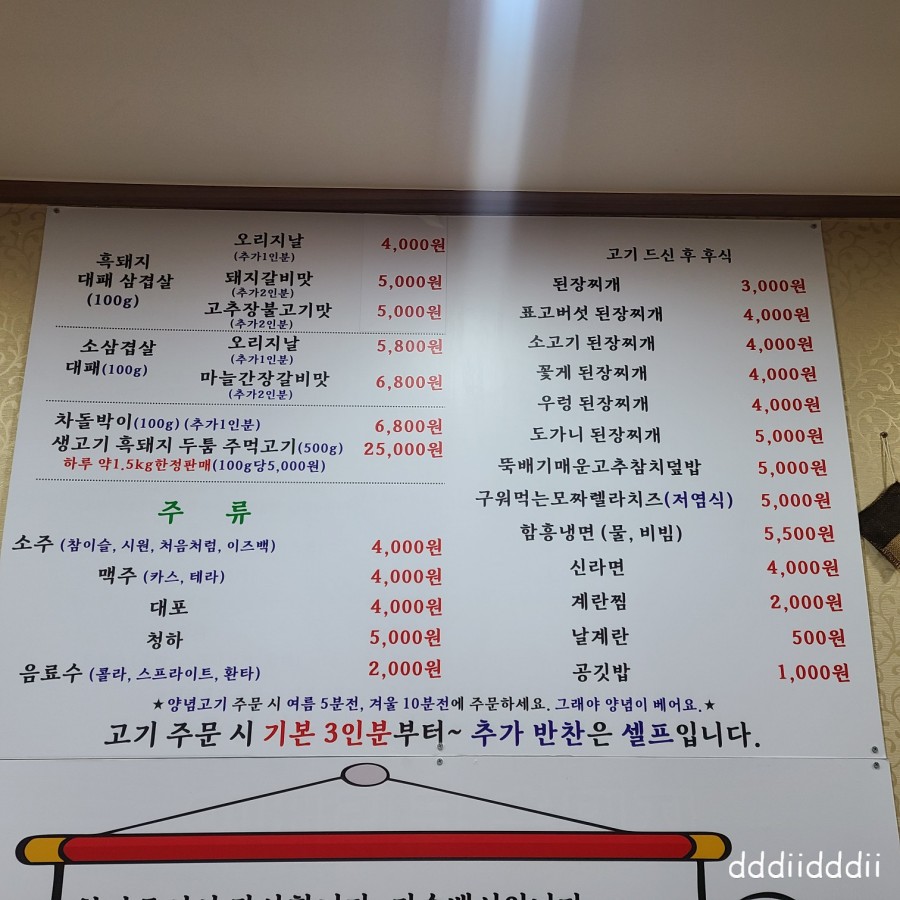 흑돼지
대패 삼겹살
(100g)
오리지날 4,000원
(추가1인분)
돼지갈비맛 5,000원
(추가2인분)
고추장불고기맛 5,000원
(추가2인분)
소삼겹살
대패(100g)
오리지날 5,800원
(추가1인분)
마늘간장갈비맛 6,800원
(추가2인분)
차돌박이(100g) (추가1인분) 6,800원
생고기 흑돼지 두툼 주먹고기(500g) 25,000원
하루 약1.5kg한정판매(100g당5,000원)
주 류
소주 (참이슬, 시원, 처음처럼, 이즈백) 4,000원
맥주 (카스, 테라) 4,000원
대포 4,000원
청하 5,000원
음료수 (콜라, 스프라이트, 환타) 2,000원
고기 드신 후 후식
된장찌개 3,000원
표고버섯 된장찌개 4,000원
소고기 된장찌개 4,000원
꽃게 된장찌개 4,000원
우렁 된장찌개 4,000원
도가니 된장찌개 5,000원
뚝배기매운고추참치덮밥 5,000원
구워먹는모짜렐라치즈(저염식) 5,000원
함흥냉면 (물, 비빔) 5,500원
신라면 4,000원
계란찜 2,000원
날계란 500원
공깃밥 1,000원
★양념고기 주문 시 여름 5분전, 겨울 10분전에 주문하세요. 그래야 양념이 베어요.★
고기 주문 시 기본 3인분부터~ 추가 반찬은 셀프입니다.
dddiidddii